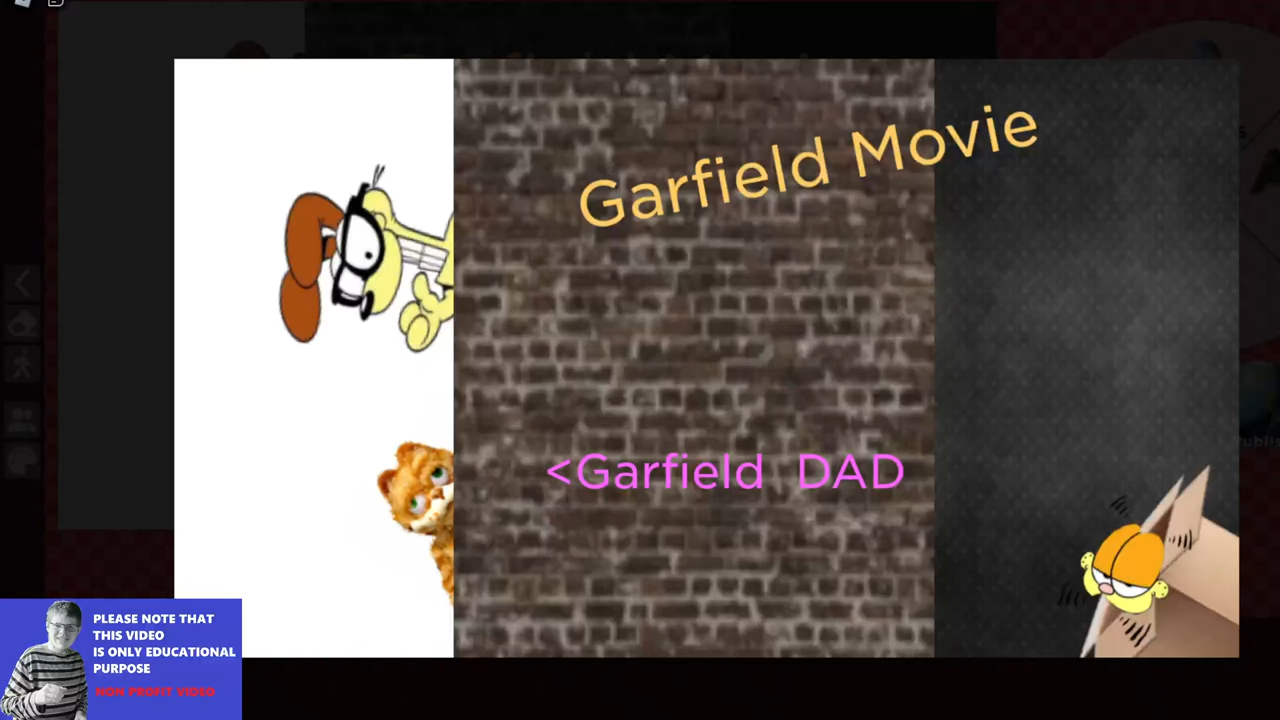 Garfield Movie
<Garfield DAD
PLEASE NOTE THAT
THIS VIDEO
IS ONLY EDUCATIONAL
PURPOSE
NON PROFIT VIDEO